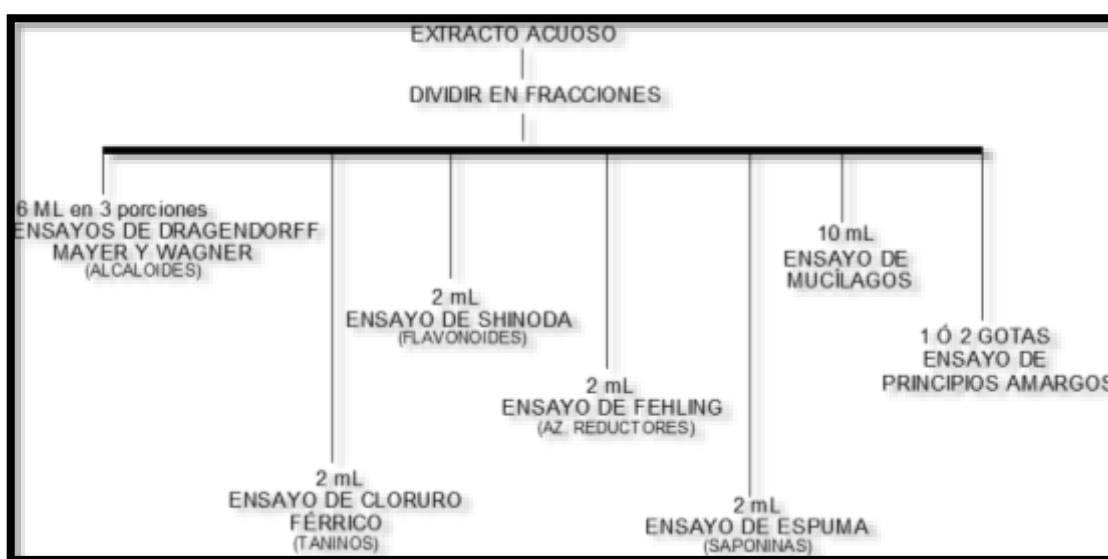 EXTRACTO ACUOSO
DIVIDIR EN FRACCIONES
6 ML en 3 porciones
ENSAYOS DE DRAGENDORFF
MAYER Y WAGNER
(ALCALOIDES)
2 mL
ENSAYO DE CLORURO
FÉRRICO
(TANINOS)
2 mL
ENSAYO DE SHINODA
(FLAVONOIDES)
2 mL
ENSAYO DE FEHLING
(AZ. REDUCTORES)
2 mL
ENSAYO DE ESPUMA
(SAPONINAS)
10 mL
ENSAYO DE
MUCÍLAGOS
1 Ó 2 GOTAS
ENSAYO DE
PRINCIPIOS AMARGOS